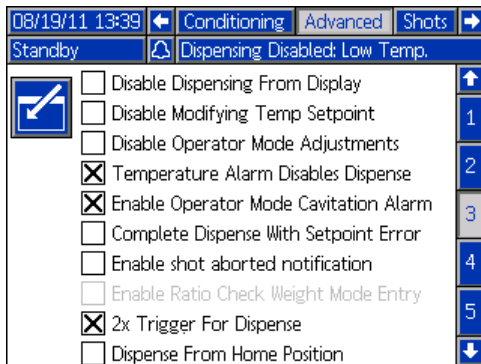 08/19/11 13:39 Conditioning Advanced Shots
Standby Dispensing Disabled: Low Temp.
Disable Dispensing From Display
Disable Modifying Temp Setpoint
1
Disable Operator Mode Adjustments
Temperature Alarm Disables Dispense
2
Enable Operator Mode Cavitation Alarm
3
Complete Dispense With Setpoint Error
Enable shot aborted notification
4
Enable Ratio Check Weight Mode Entry
5
2x Trigger For Dispense
Dispense From Home Position